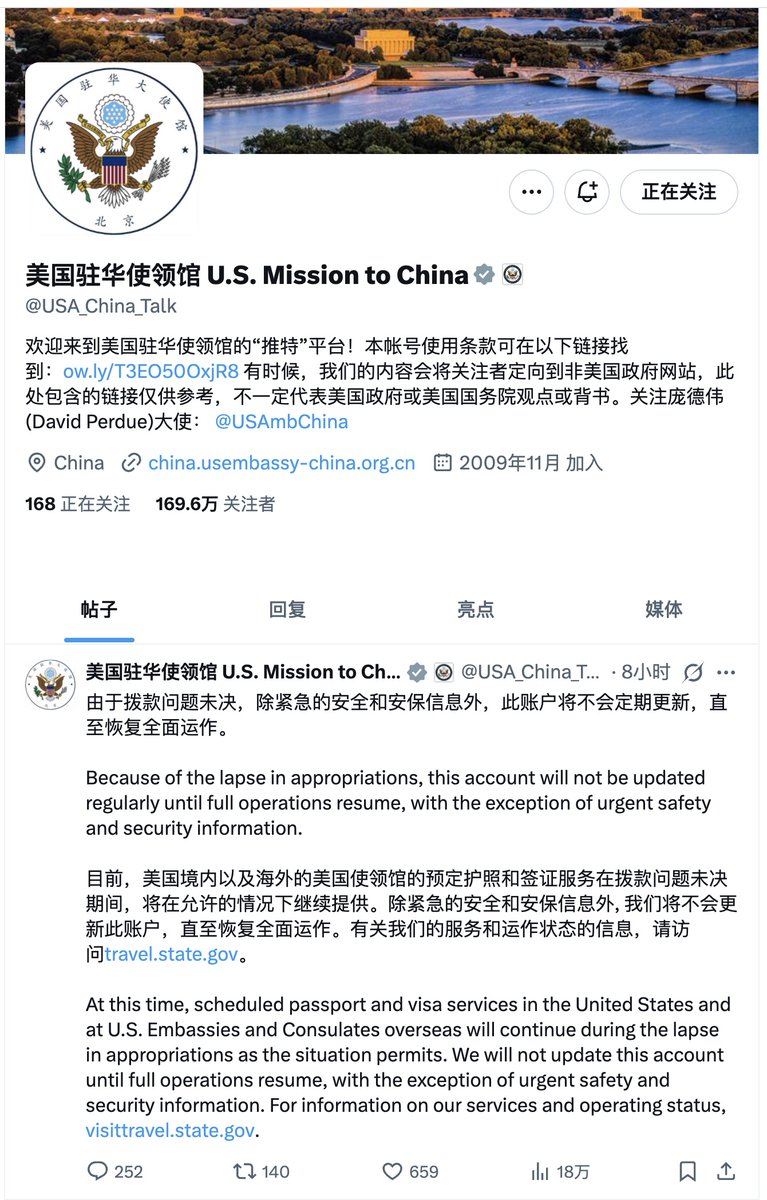 美国驻华大使馆
北京
正在关注
美国驻华使领馆 U.S. Mission to China
@USA_China_Talk
欢迎来到美国驻华使领馆的“推特”平台！本帐号使用条款可在以下链接找
到：ow.ly/T3EO50OxjR8 有时候，我们的内容会将关注者定向到非美国政府网站，此
处包含的链接仅供参考，不一定代表美国政府或美国国务院观点或背书。关注庞德伟
(David Perdue)大使： @USAmbChina
China china.usembassy-china.org.cn 2009年11月 加入
168 正在关注 169.6万 关注者
帖子 回复 亮点 媒体
美国驻华使领馆 U.S. Mission to Ch... @USA_China_T... · 8小时
由于拨款问题未决，除紧急的安全和安保信息外，此账户将不会定期更新，直
至恢复全面运作。
Because of the lapse in appropriations, this account will not be updated
regularly until full operations resume, with the exception of urgent safety
and security information.
目前，美国境内以及海外的美国使领馆的预定护照和签证服务在拨款问题未决
期间，将在允许的情况下继续提供。除紧急的安全和安保信息外, 我们将不会更
新此账户，直至恢复全面运作。有关我们的服务和运作状态的信息，请访
问travel.state.gov。
At this time, scheduled passport and visa services in the United States and
at U.S. Embassies and Consulates overseas will continue during the lapse
in appropriations as the situation permits. We will not update this account
until full operations resume, with the exception of urgent safety and
security information. For information on our services and operating status,
visittravel.state.gov.
252 140 659 18万